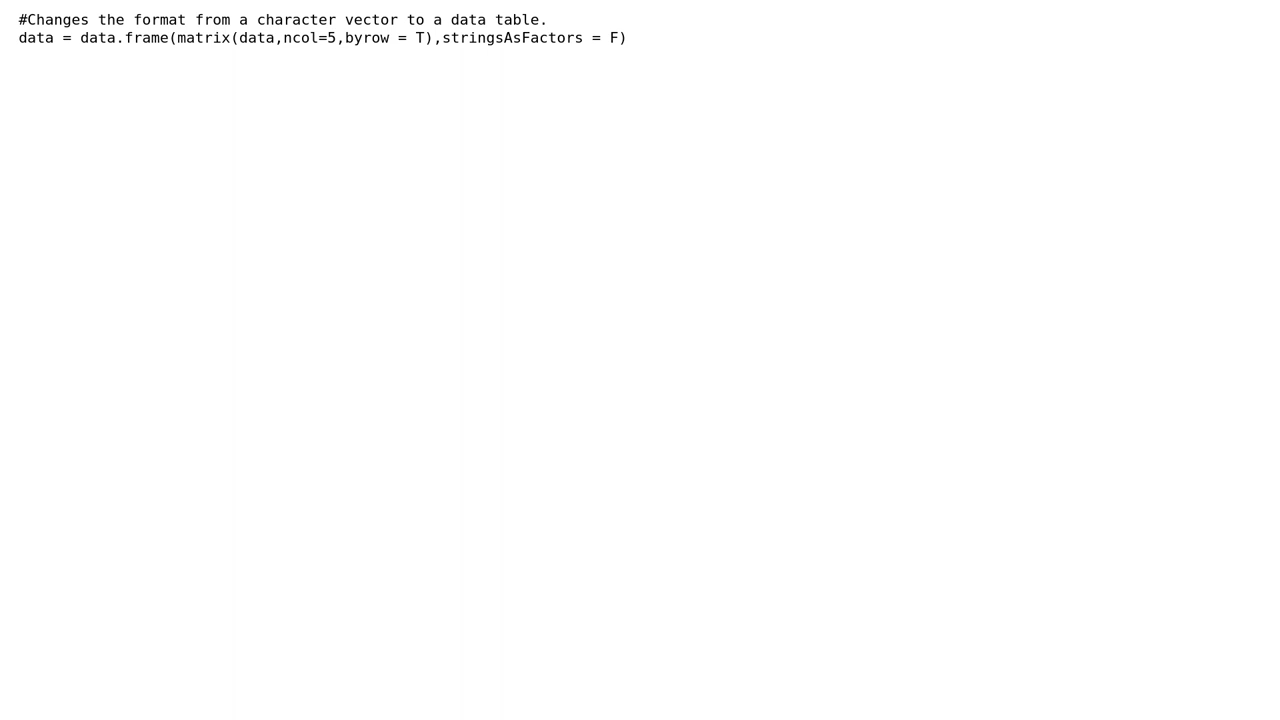 #Changes the format from a character vector to a data table.
data = data.frame(matrix(data,ncol=5,byrow = T),stringsAsFactors = F)